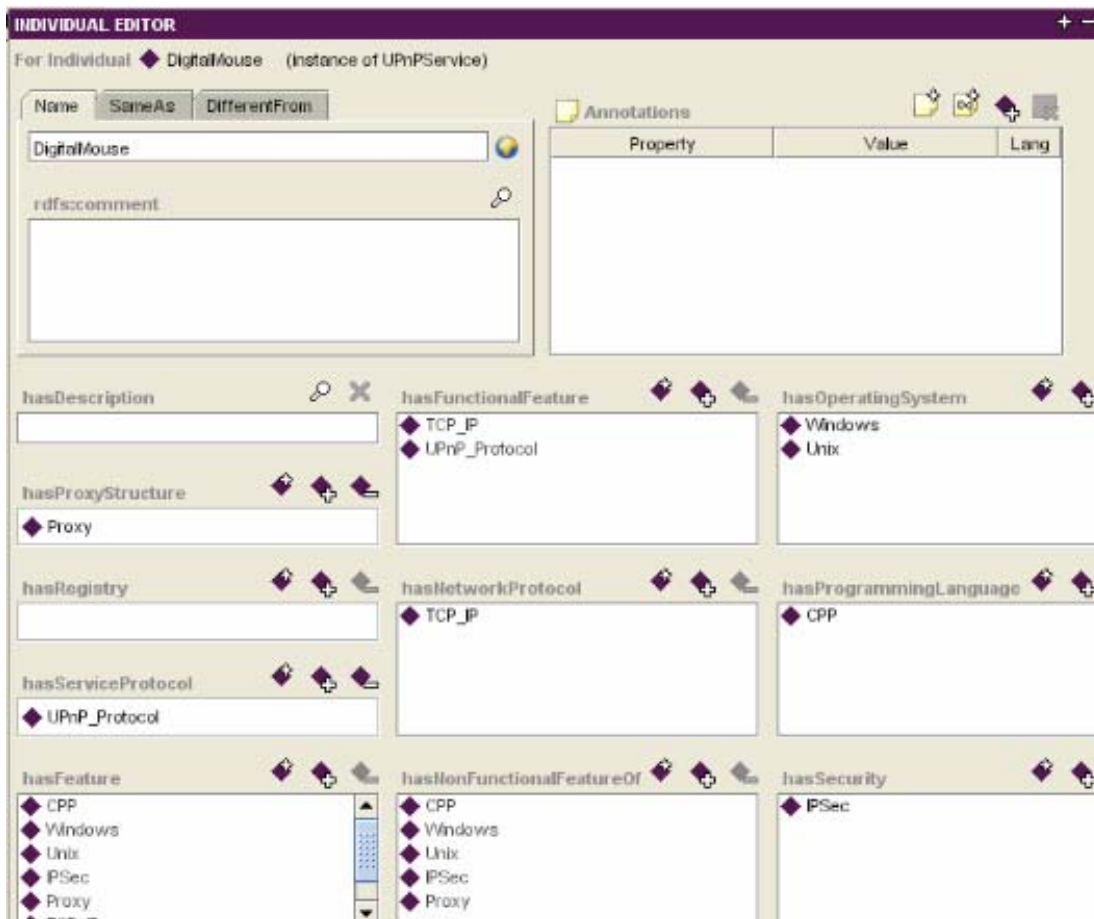 INDIVIDUAL EDITOR
For Individual DigitalMouse (instance of UPnPService)
Name SameAs DifferentFrom
DigitalMouse
rdfs:comment
Annotations
Property Value Lang
hasDescription
hasProxyStructure
Proxy
hasRegistry
hasServiceProtocol
UPnP_Protocol
hasFeature
CPP
Windows
Unix
IPSec
Proxy
hasFunctionalFeature
TCP_IP
UPnP_Protocol
hasNetworkProtocol
TCP_IP
hasNonFunctionalFeatureOf
CPP
Windows
Unix
IPSec
Proxy
hasOperatingSystem
Windows
Unix
hasProgrammingLanguage
CPP
hasSecurity
IPSec